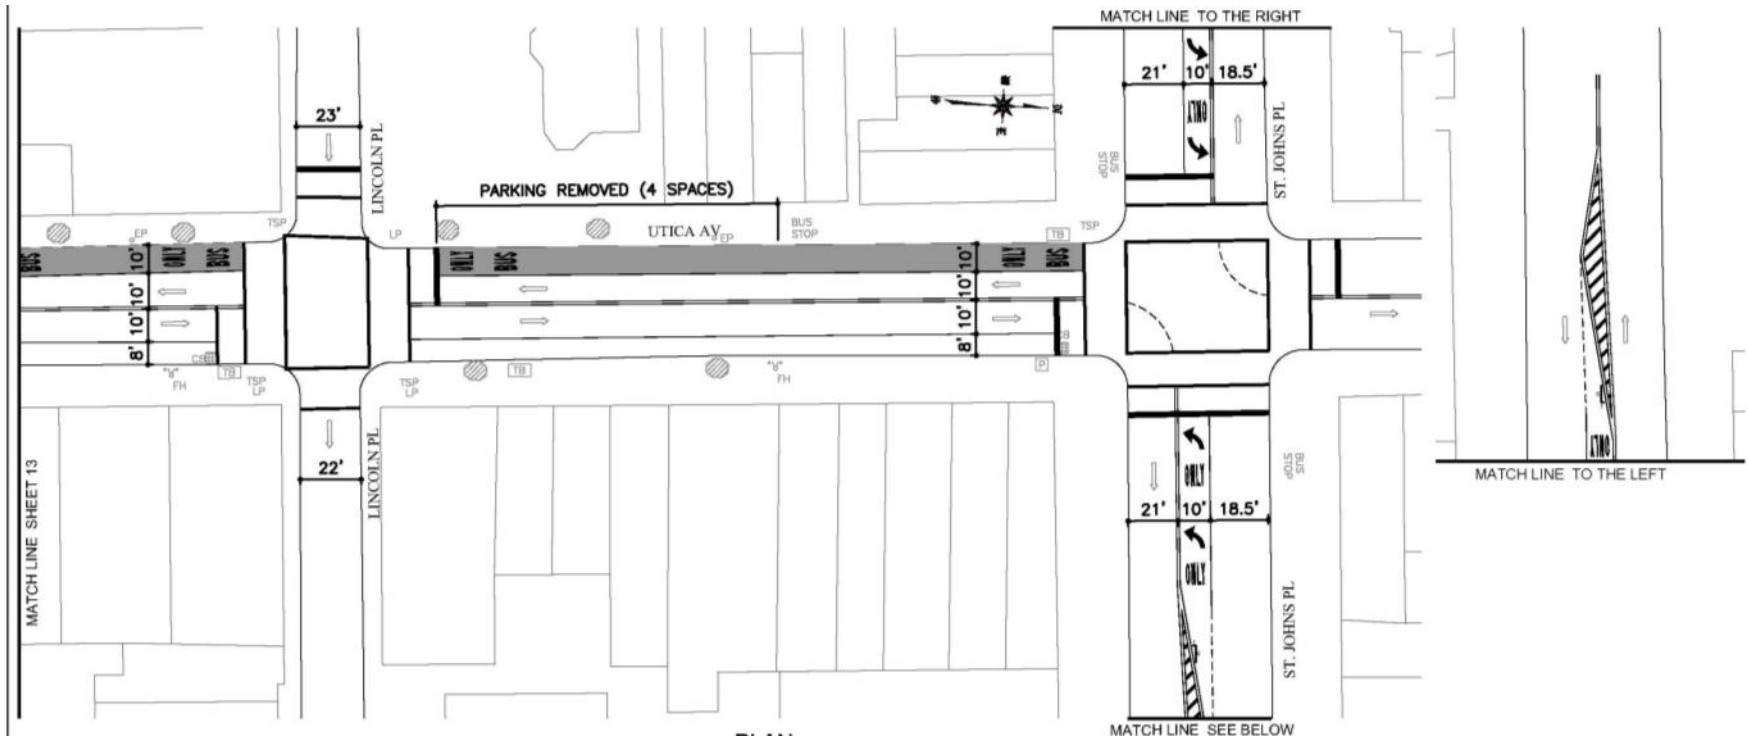 MATCH LINE TO THE RIGHT
21' 10' 18.5'
ONLY
ST. JOHNS PL
BUS
STOP
23'
LINCOLN PL
PARKING REMOVED (4 SPACES)
TSP
LP
UTICA AV
EP
BUS
STOP
TB
TSP
EP
BUS
10'
ONLY
BUS
ONLY
BUS
10'
ONLY
BUS
10'
10'
8'
10'
10'
8'
CB
FH
TB
TSP
LP
TSP
LP
TB
FH
P
22'
LINCOLN PL
MATCH LINE SHEET 13
ONLY
BUS
STOP
21' 10' 18.5'
ONLY
ST. JOHNS PL
MATCH LINE SEE BELOW
ONLY
MATCH LINE TO THE LEFT